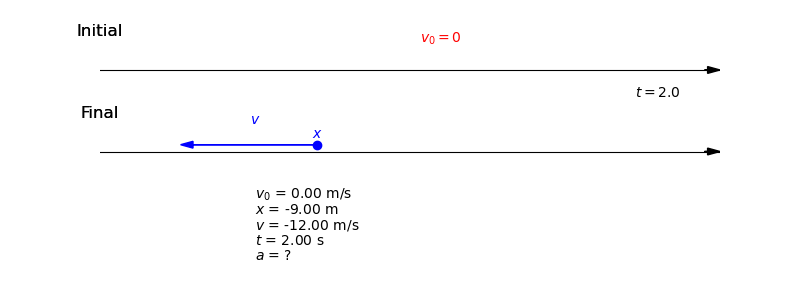 Initial
v₀ = 0
t = 2.0
Final
v
x
v₀ = 0.00 m/s
x = -9.00 m
v = -12.00 m/s
t = 2.00 s
a = ?